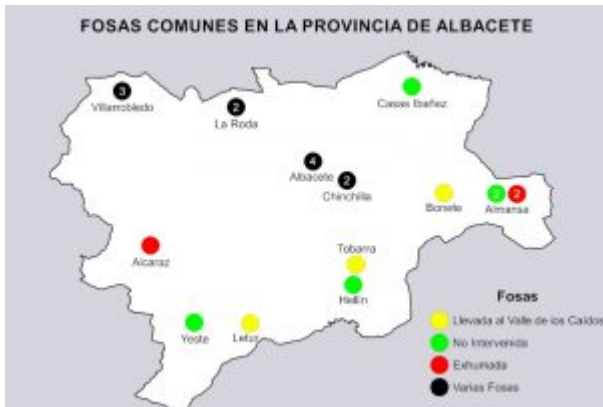 FOSAS COMUNES EN LA PROVINCIA DE ALBACETE
3
Villarrobledo
2
La Roda
Casas Ibañez
4
Albacete
2
Chinchilla
Bonete
2 2
Almansa
Alcaraz
Tobarra
Hellín
Yeste
Letur
Fosas
Llevada al Valle de los Caídos
No Intervenida
Exhumada
Varias Fosas